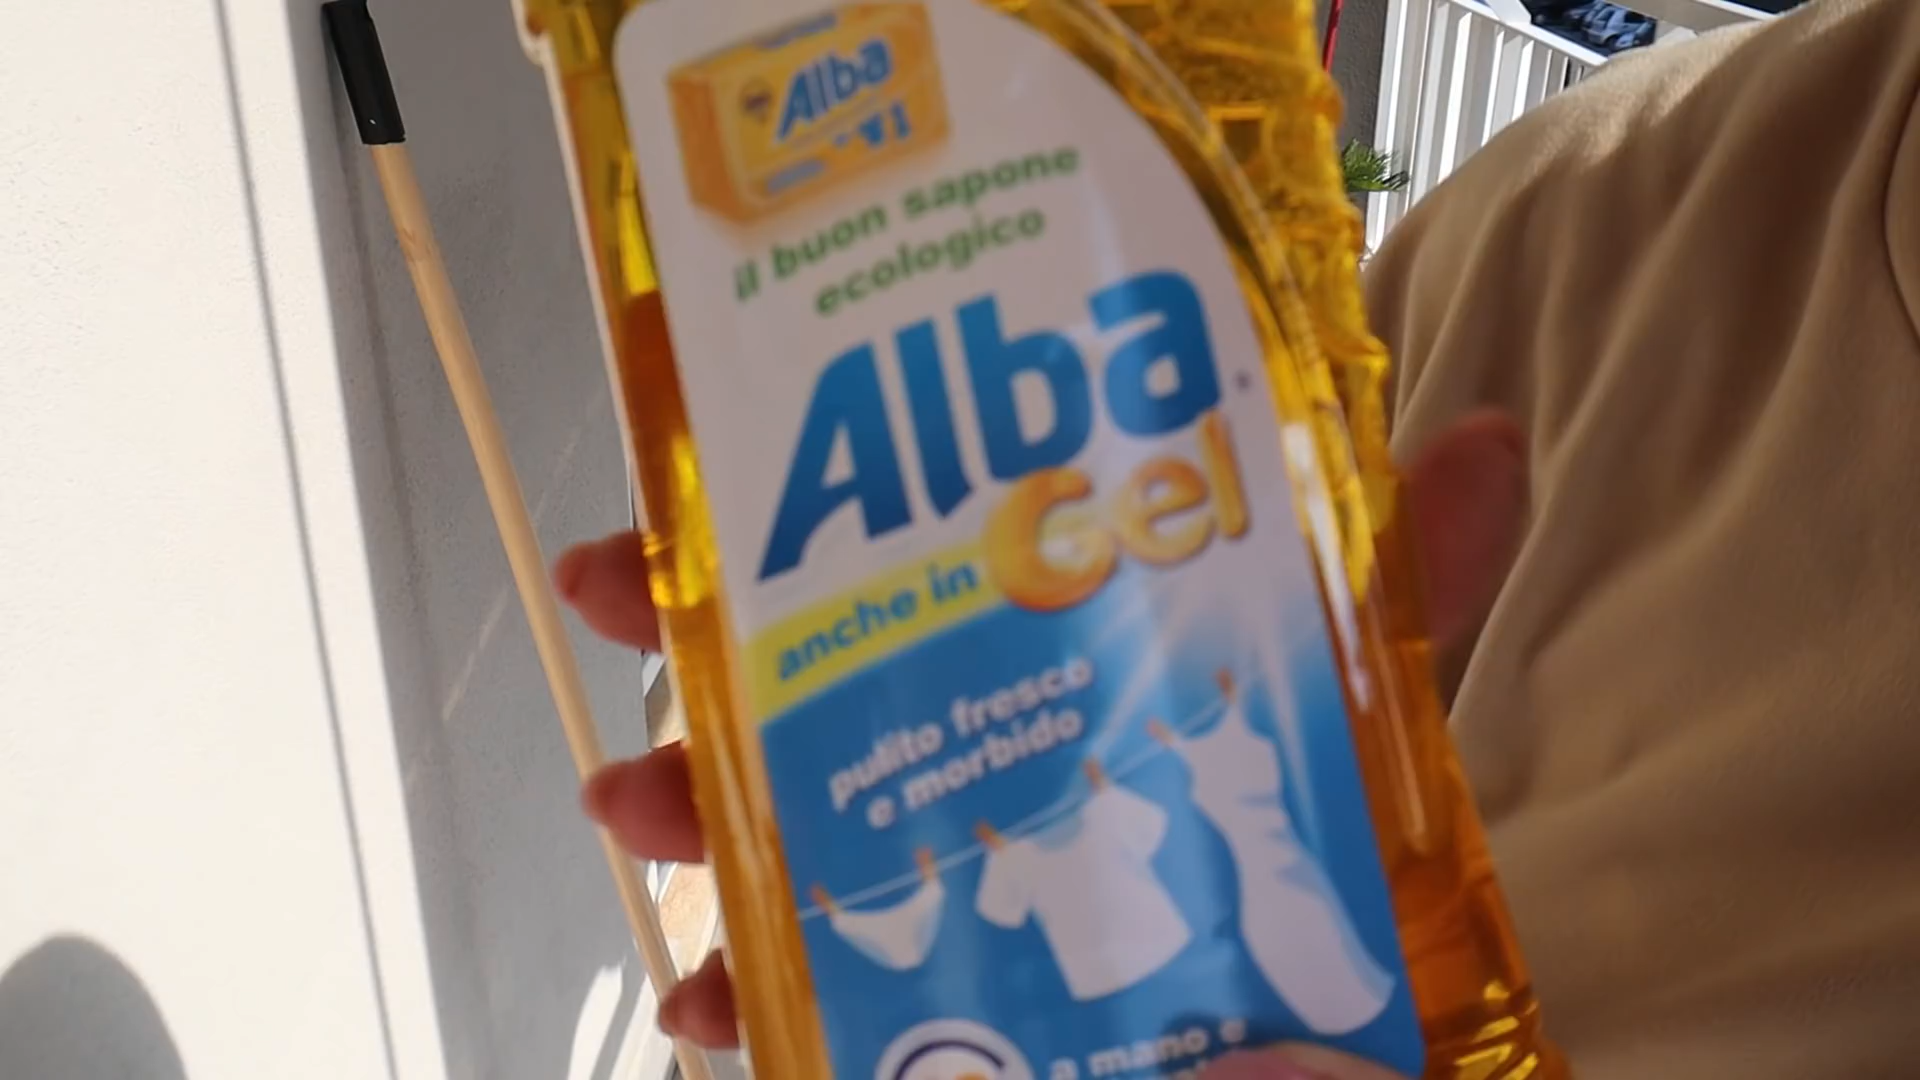 Alba
il buon sapone
ecologico
Alba
Gel
anche in
pulito fresco
e morbido
a mano e